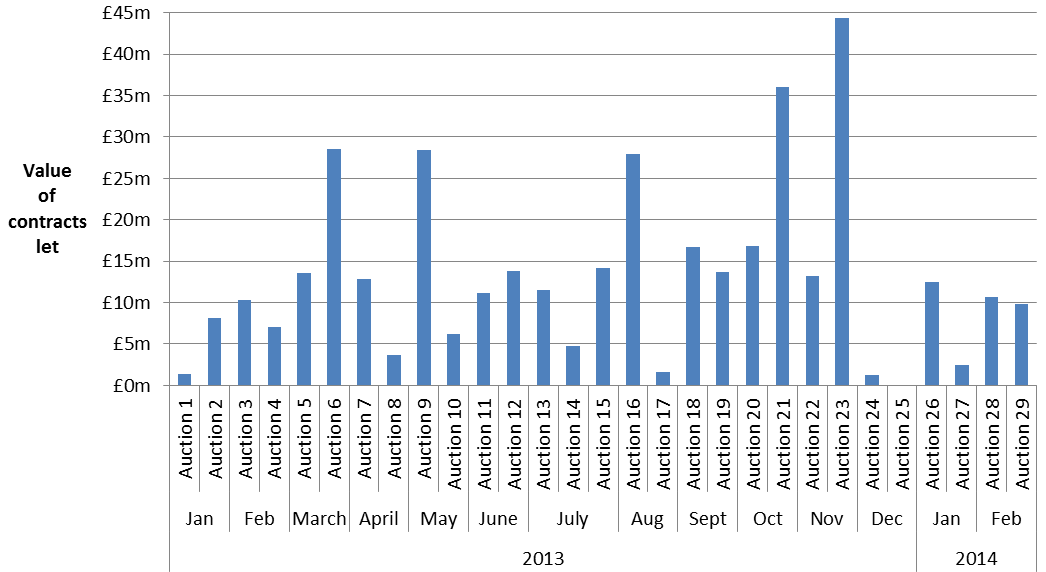 £45m
£40m
£35m
£30m
£25m
£20m
£15m
£10m
£5m
£0m
Value
of
contracts
let
Auction 1
Auction 2
Auction 3
Auction 4
Auction 5
Auction 6
Auction 7
Auction 8
Auction 9
Auction 10
Auction 11
Auction 12
Auction 13
Auction 14
Auction 15
Auction 16
Auction 17
Auction 18
Auction 19
Auction 20
Auction 21
Auction 22
Auction 23
Auction 24
Auction 25
Auction 26
Auction 27
Auction 28
Auction 29
Jan Feb March April May June July Aug Sept Oct Nov Dec Jan Feb
2013 2014